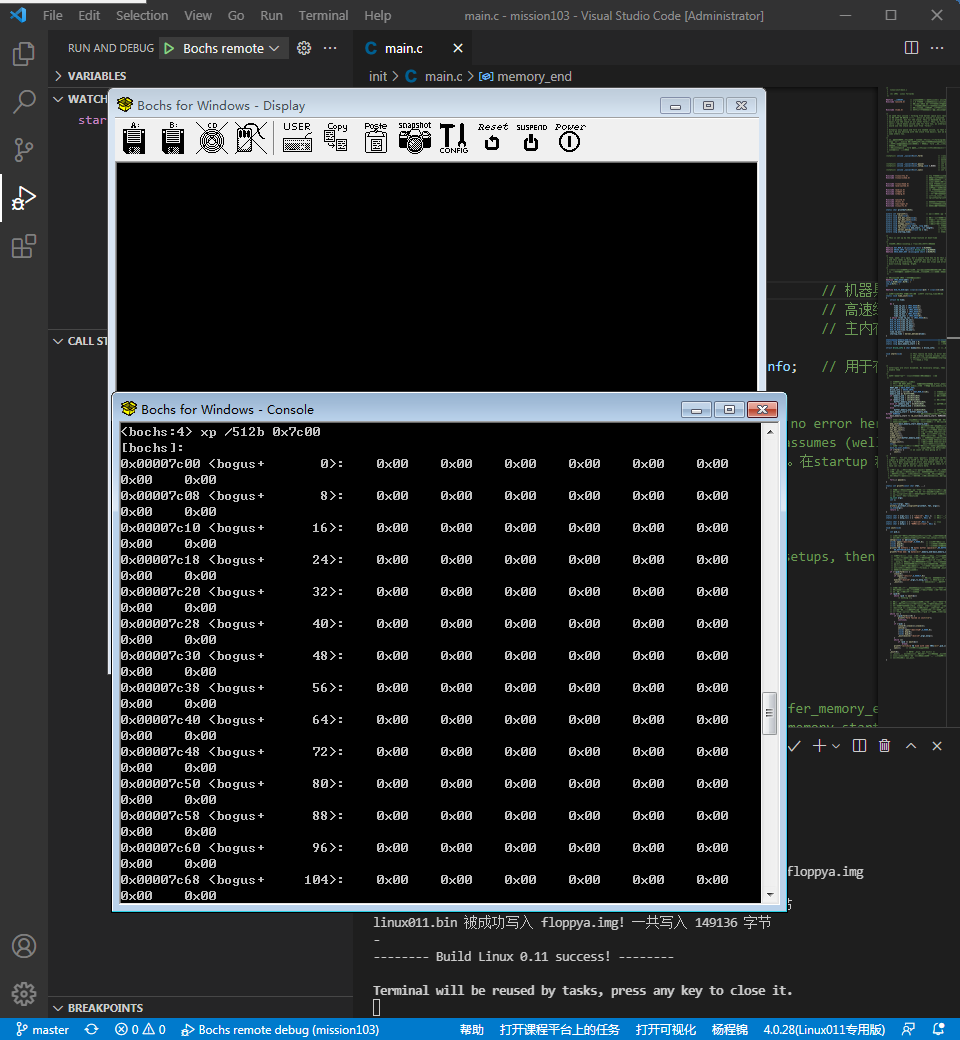 File Edit Selection View Go Run Terminal Help main.c - mission103 - Visual Studio Code [Administrator]
RUN AND DEBUG Bochs remote
main.c
init > main.c > memory_end
VARIABLES
WATCH
star
CALL ST
Bochs for Windows - Display
A: B: CD USER Copy Paste snapshot CONFIG Reset SUSPEND Power
// 机器
// 高速
// 主内
nfo; // 用于
no error her
assumes (wel
。在startup
setups, then
fer_memory_e
memory_star
Bochs for Windows - Console
<bochs:4> xp /512b 0x7c00
[bochs]:
0x00007c00 <bogus+ 0>: 0x00 0x00 0x00 0x00 0x00 0x00
0x00 0x00
0x00007c08 <bogus+ 8>: 0x00 0x00 0x00 0x00 0x00 0x00
0x00 0x00
0x00007c10 <bogus+ 16>: 0x00 0x00 0x00 0x00 0x00 0x00
0x00 0x00
0x00007c18 <bogus+ 24>: 0x00 0x00 0x00 0x00 0x00 0x00
0x00 0x00
0x00007c20 <bogus+ 32>: 0x00 0x00 0x00 0x00 0x00 0x00
0x00 0x00
0x00007c28 <bogus+ 40>: 0x00 0x00 0x00 0x00 0x00 0x00
0x00 0x00
0x00007c30 <bogus+ 48>: 0x00 0x00 0x00 0x00 0x00 0x00
0x00 0x00
0x00007c38 <bogus+ 56>: 0x00 0x00 0x00 0x00 0x00 0x00
0x00 0x00
0x00007c40 <bogus+ 64>: 0x00 0x00 0x00 0x00 0x00 0x00
0x00 0x00
0x00007c48 <bogus+ 72>: 0x00 0x00 0x00 0x00 0x00 0x00
0x00 0x00
0x00007c50 <bogus+ 80>: 0x00 0x00 0x00 0x00 0x00 0x00
0x00 0x00
0x00007c58 <bogus+ 88>: 0x00 0x00 0x00 0x00 0x00 0x00
0x00 0x00
0x00007c60 <bogus+ 96>: 0x00 0x00 0x00 0x00 0x00 0x00
0x00 0x00
0x00007c68 <bogus+ 104>: 0x00 0x00 0x00 0x00 0x00 0x00
0x00 0x00
floppya.img
linux011.bin 被成功写入 floppya.img! 一共写入 149136 字节
-
-------- Build Linux 0.11 success! --------
Terminal will be reused by tasks, press any key to close it.
BREAKPOINTS
master 0 0 Bochs remote debug (mission103) 帮助 打开课程平台上的任务 打开可视化 杨程锦 4.0.28(Linux011专用版)